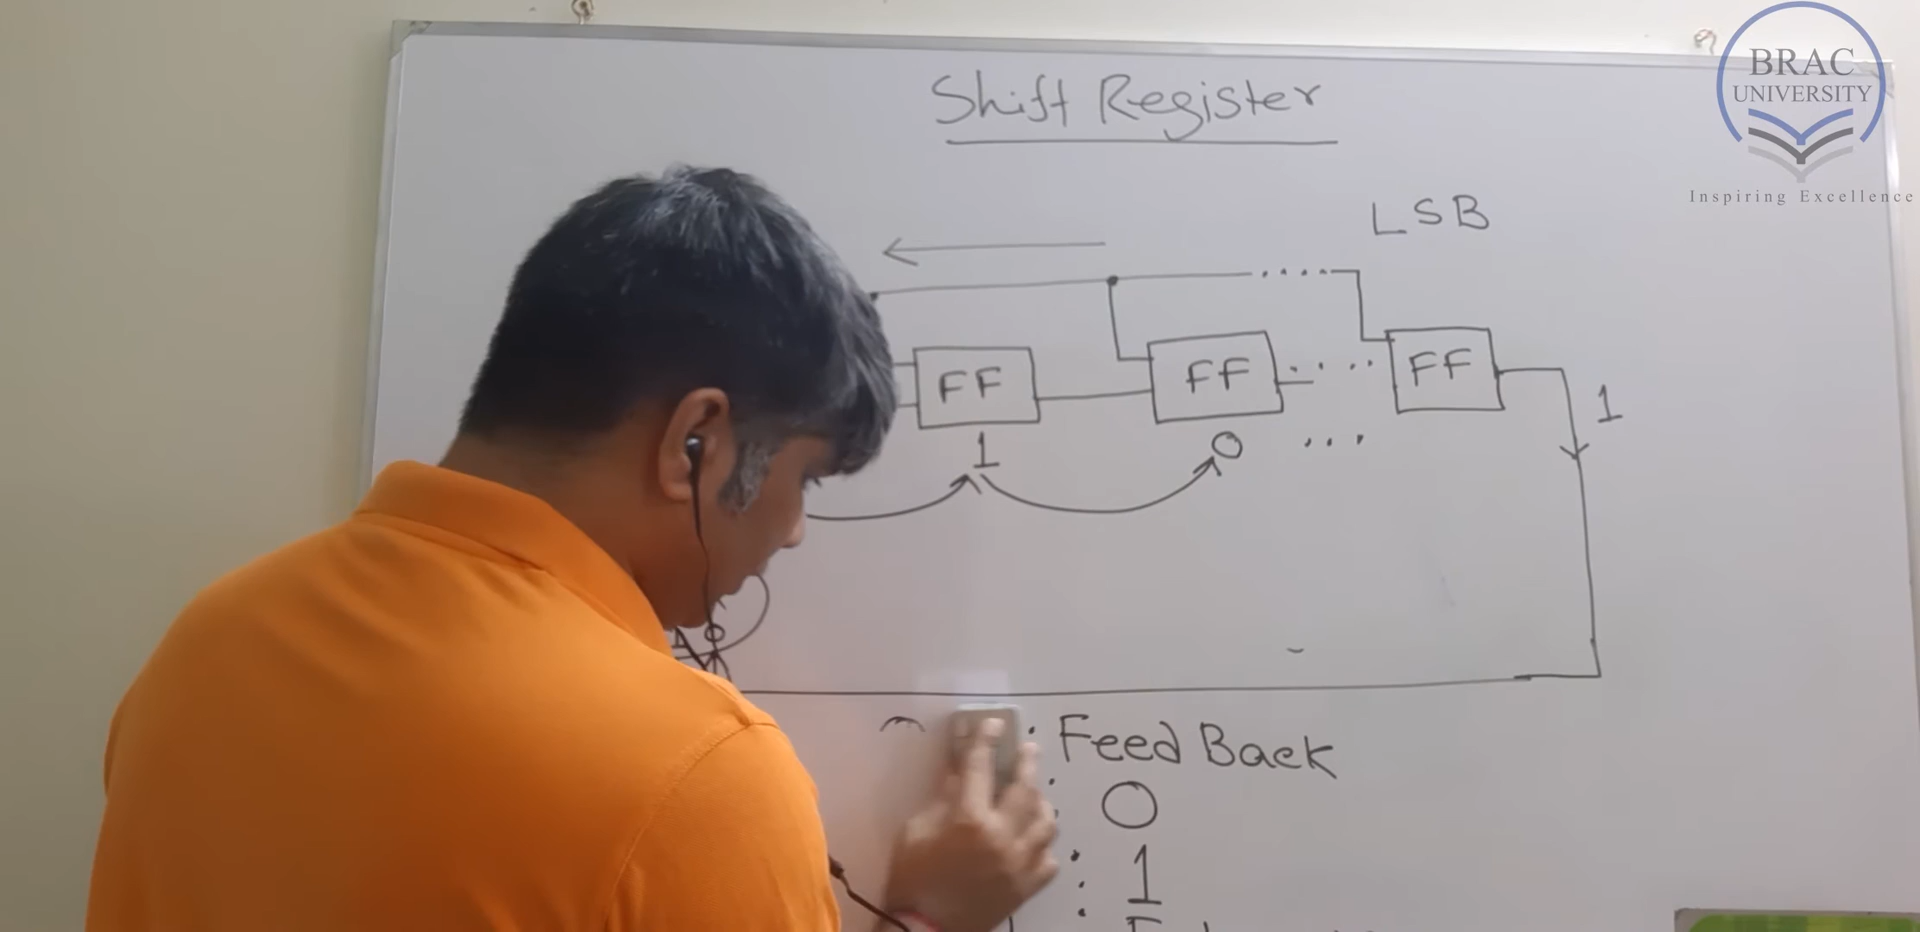 BRAC
UNIVERSITY
Inspiring Excellence
Shift Register
LSB
FF FF FF
1
1 0 ...
: Feed Back
: 0
: 1